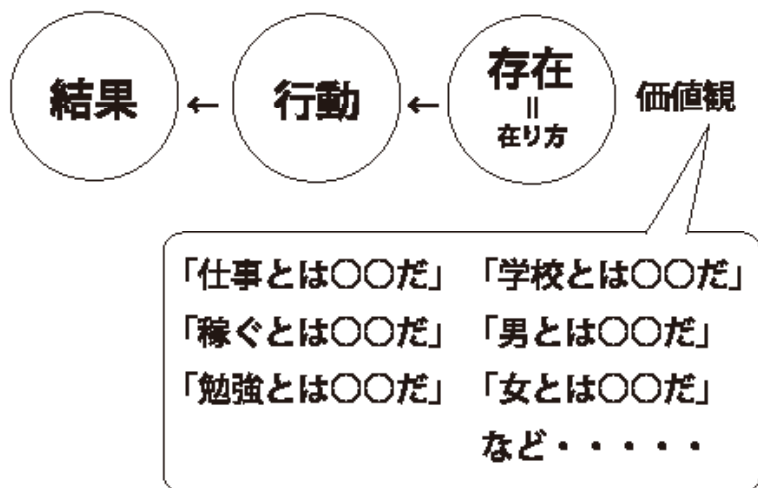 結果 ← 行動 ← 存在 価値観
॥
在り方
「仕事とは〇〇だ」 「学校とは〇〇だ」
「稼ぐとは〇〇だ」 「男とは〇〇だ」
「勉強とは〇〇だ」 「女とは〇〇だ」
など・・・・・